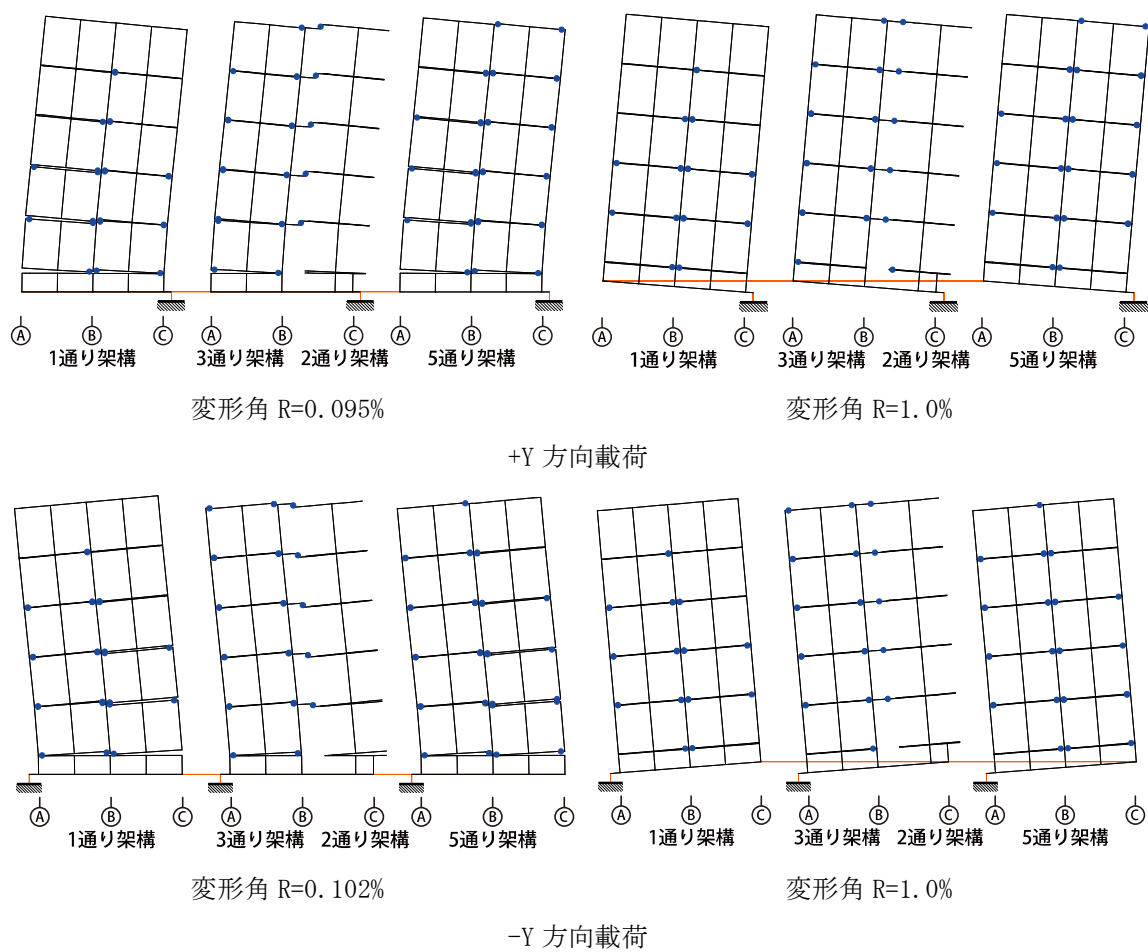 Ⓐ Ⓑ Ⓒ Ⓐ Ⓑ Ⓒ Ⓐ Ⓑ Ⓒ
1通り架構 3通り架構 2通り架構 5通り架構
変形角 R=0.095%
Ⓐ Ⓑ Ⓒ Ⓐ Ⓑ Ⓒ Ⓐ Ⓑ Ⓒ
1通り架構 3通り架構 2通り架構 5通り架構
変形角 R=1.0%
+Y 方向載荷
Ⓐ Ⓑ Ⓒ Ⓐ Ⓑ Ⓒ Ⓐ Ⓑ Ⓒ
1通り架構 3通り架構 2通り架構 5通り架構
変形角 R=0.102%
Ⓐ Ⓑ Ⓒ Ⓐ Ⓑ Ⓒ Ⓐ Ⓑ Ⓒ
1通り架構 3通り架構 2通り架構 5通り架構
変形角 R=1.0%
-Y 方向載荷